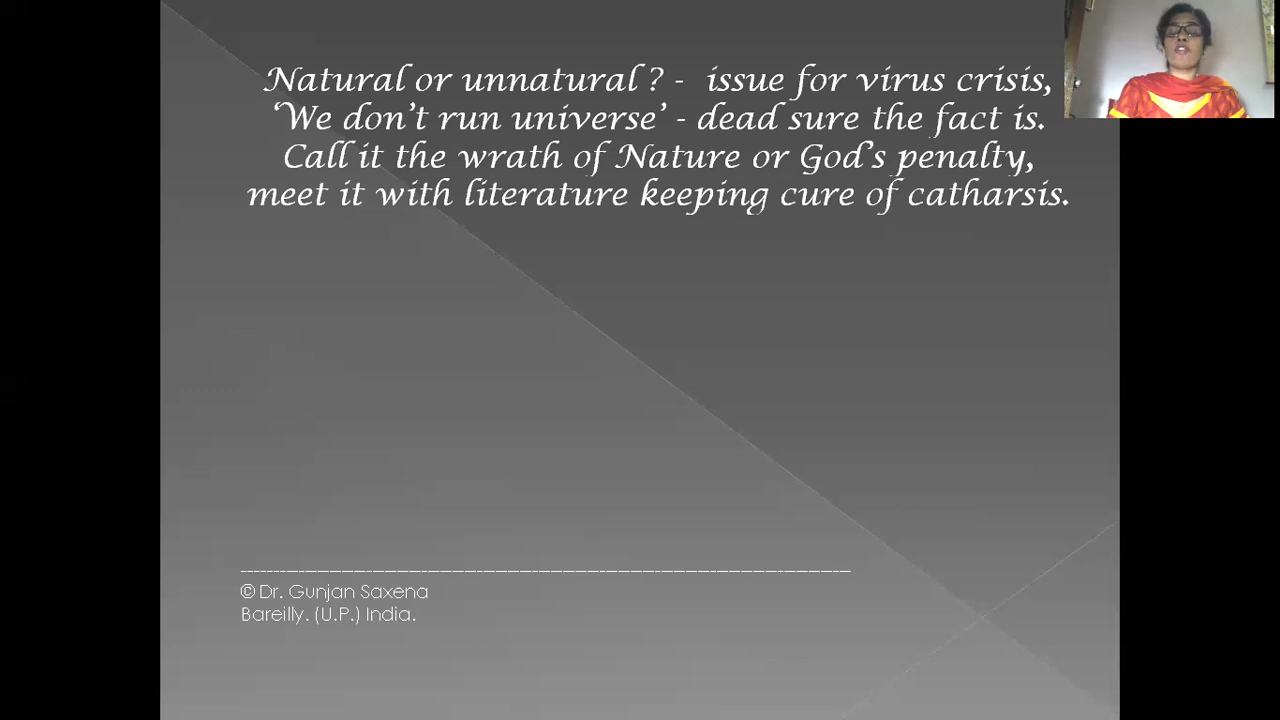 Natural or unnatural ? - issue for virus crisis,
‘We don’t run universe’ - dead sure the fact is.
Call it the wrath of Nature or God’s penalty,
meet it with literature keeping cure of catharsis.
--------------------------------------------------------------------------------------------------------------
© Dr. Gunjan Saxena
Bareilly. (U.P.) India.